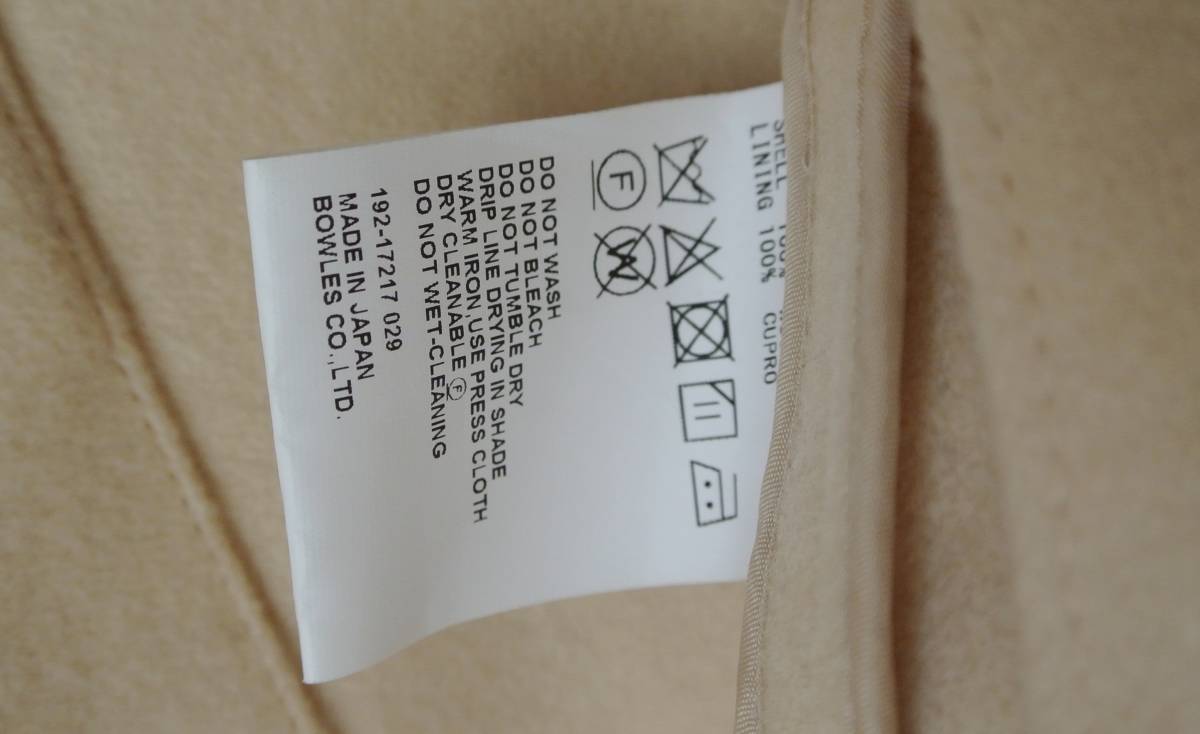 SHELL 100%
LINING 100% CUPRO
F W
DO NOT WASH
DO NOT BLEACH
DO NOT TUMBLE DRY
DRIP LINE DRYING IN SHADE
WARM IRON,USE PRESS CLOTH
DRY CLEANABLE Ⓕ
DO NOT WET-CLEANING
192-17217 029
MADE IN JAPAN
BOWLES CO.,LTD.